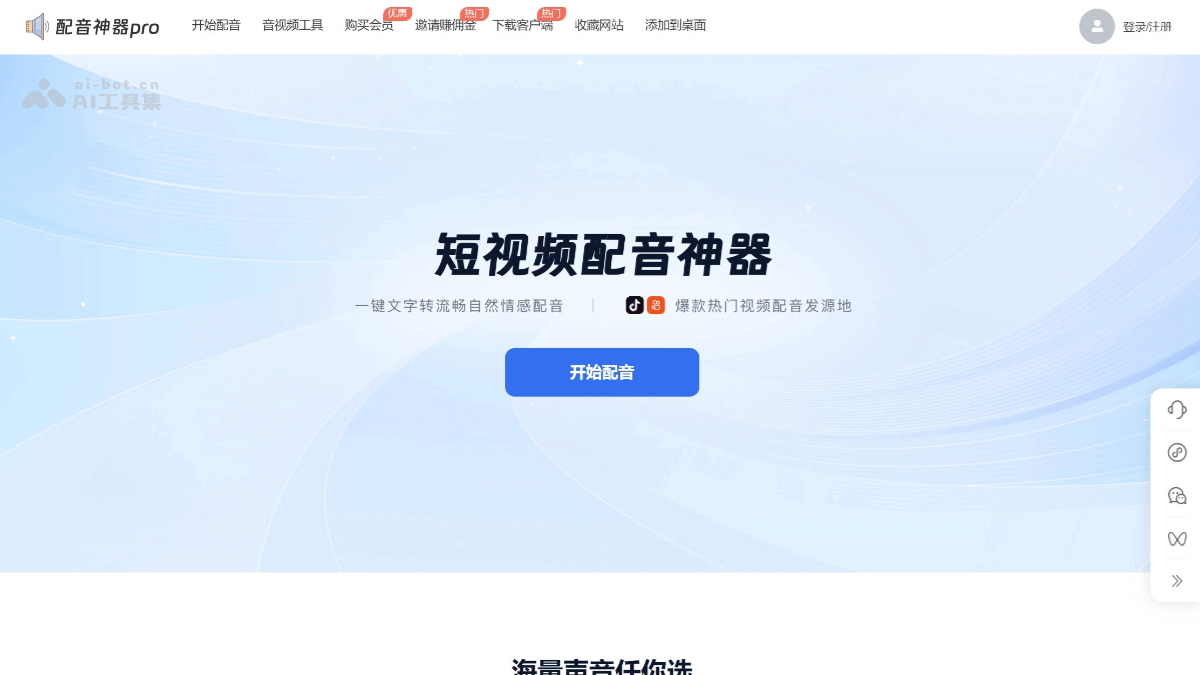 配音神器pro
开始配音
音视频工具
购买会员
优惠
邀请赚佣金
热门
下载客户端
热门
收藏网站
添加到桌面
登录/注册
ai-bot.cn
AI工具集
短视频配音神器
一键文字转流畅自然情感配音
爆款热门视频配音发源地
开始配音
海量声音任你选